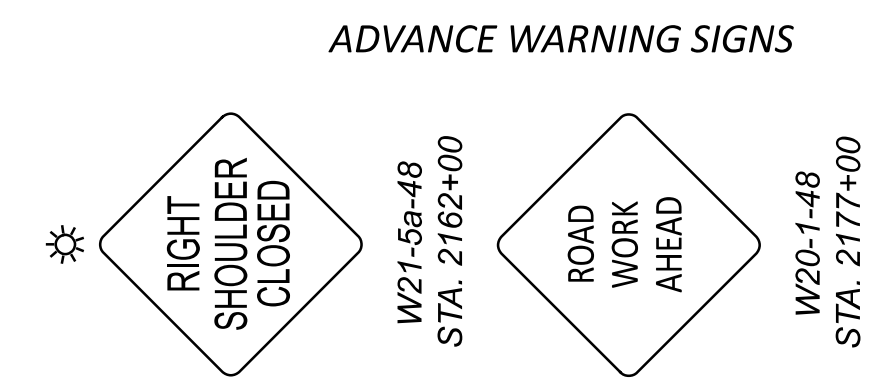 ADVANCE WARNING SIGNS
RIGHT
SHOULDER
CLOSED
W21-5a-48
STA. 2162+00
ROAD
WORK
AHEAD
W20-1-48
STA. 2177+00